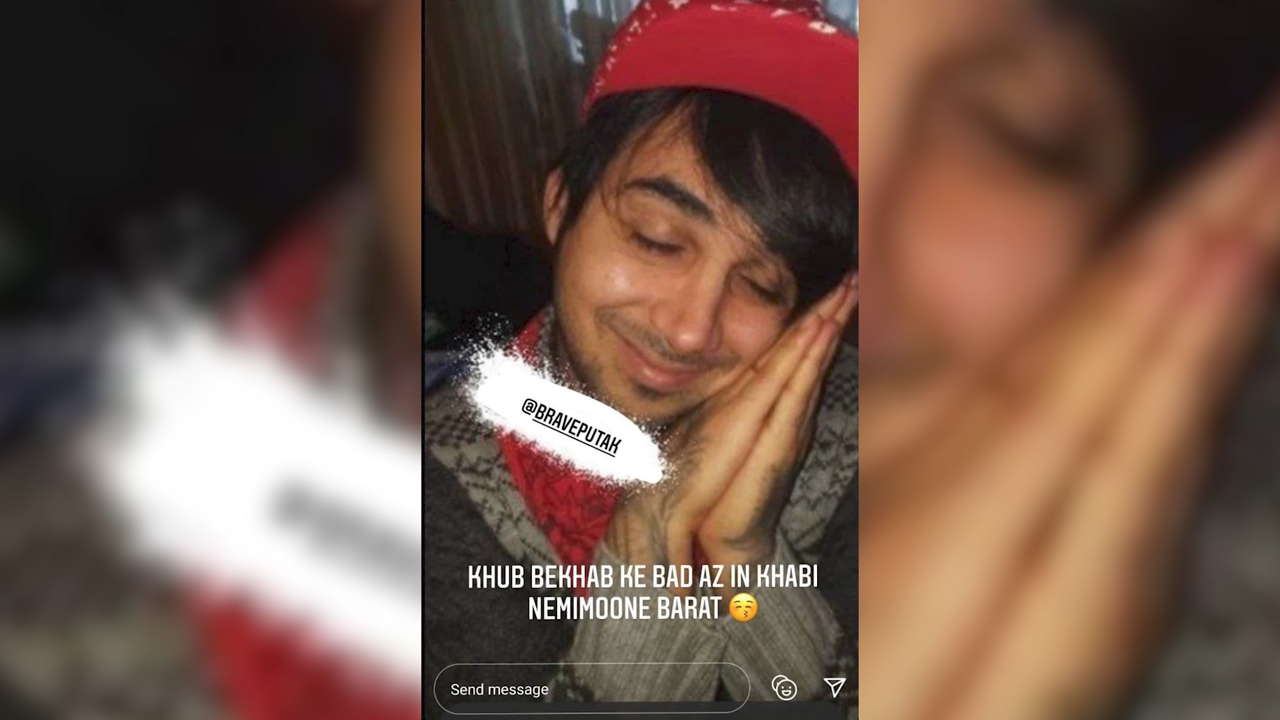 @BRAVEPUTAK
KHUB BEKHAB KE BAD AZ IN KHABI
NEMIMOONE BARAT 😚
Send message